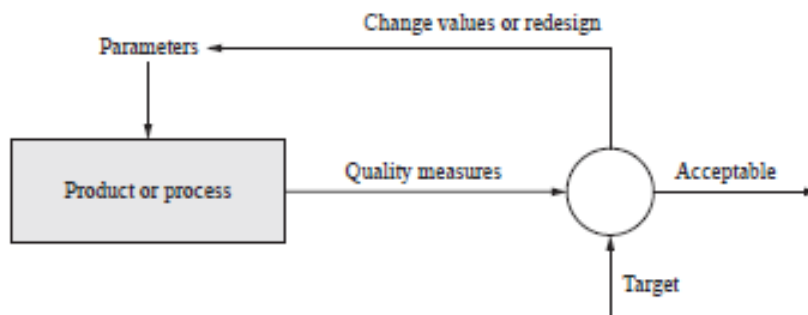 Change values or redesign
Parameters
Product or process
Quality measures
Acceptable
Target